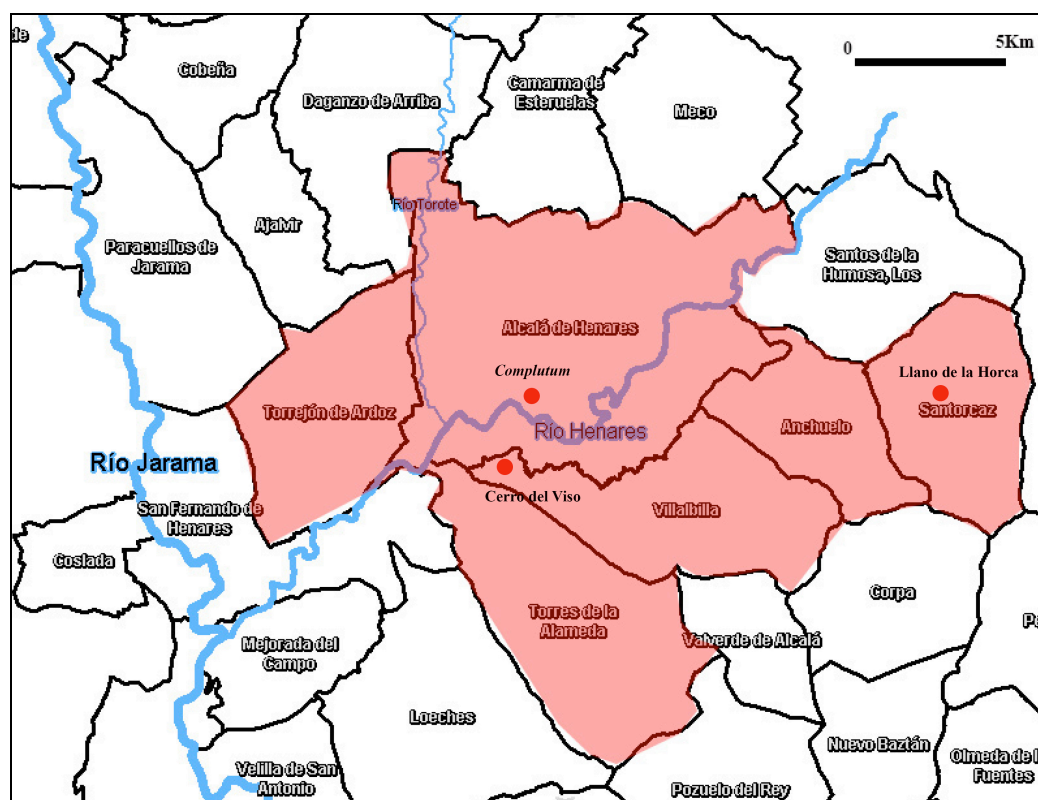 de
Cobeña
Daganzo de Arriba
Camarma de
Esteruelas
Meco
0
5Km
Río Torote
Ajalvir
Paracuellos de
Jarama
Santos de la
Humosa, Los
Alcalá de Henares
Complutum
Llano de la Horca
Santorcaz
Torrejón de Ardoz
Anchuelo
Río Henares
Río Jarama
Cerro del Viso
San Fernando de
Henares
Villalbilla
Coslada
Corpa
Torres de la
Alameda
Valverde de Alcalá
Mejorada del
Campo
Loeches
Nuevo Baztán
Olmeda de l
Fuentes
Velilla de San
Antonio
Pozuelo del Rey